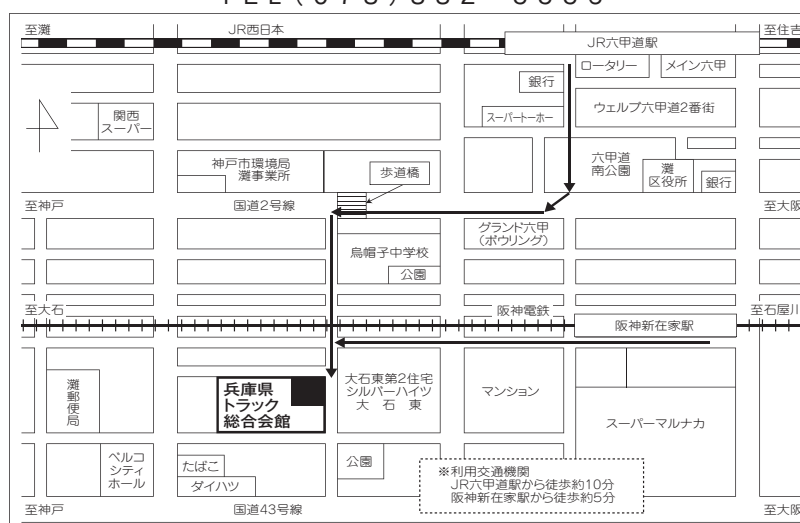 至灘
JR西日本
JR六甲道駅
至住吉
ロータリー
メイン六甲
銀行
スーパートーホー
ウェルブ六甲道2番街
関西
スーパー
神戸市環境局
灘事業所
歩道橋
六甲道
南公園
灘
区役所
銀行
至神戸
国道2号線
至大阪
グランド六甲
(ボウリング)
烏帽子中学校
公園
至大石
阪神電鉄
阪神新在家駅
至石屋川
灘郵便局
兵庫県
トラック
総合会館
大石東第2住宅
シルバーハイツ
大石東
マンション
スーパーマルナカ
ペルコ
シティ
ホール
たばこ
ダイハツ
公園
※利用交通機関
JR六甲道駅から徒歩約10分
阪神新在家駅から徒歩約5分
至神戸
国道43号線
至大阪